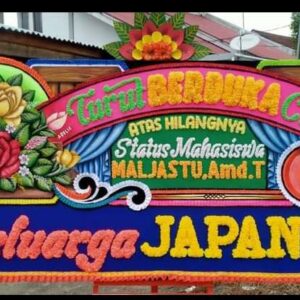 Turut BERDUKA C
ATAS HILANGNYA
Status Mahasiswa
MALJASTU,Amd.T
eluarga JAPAN